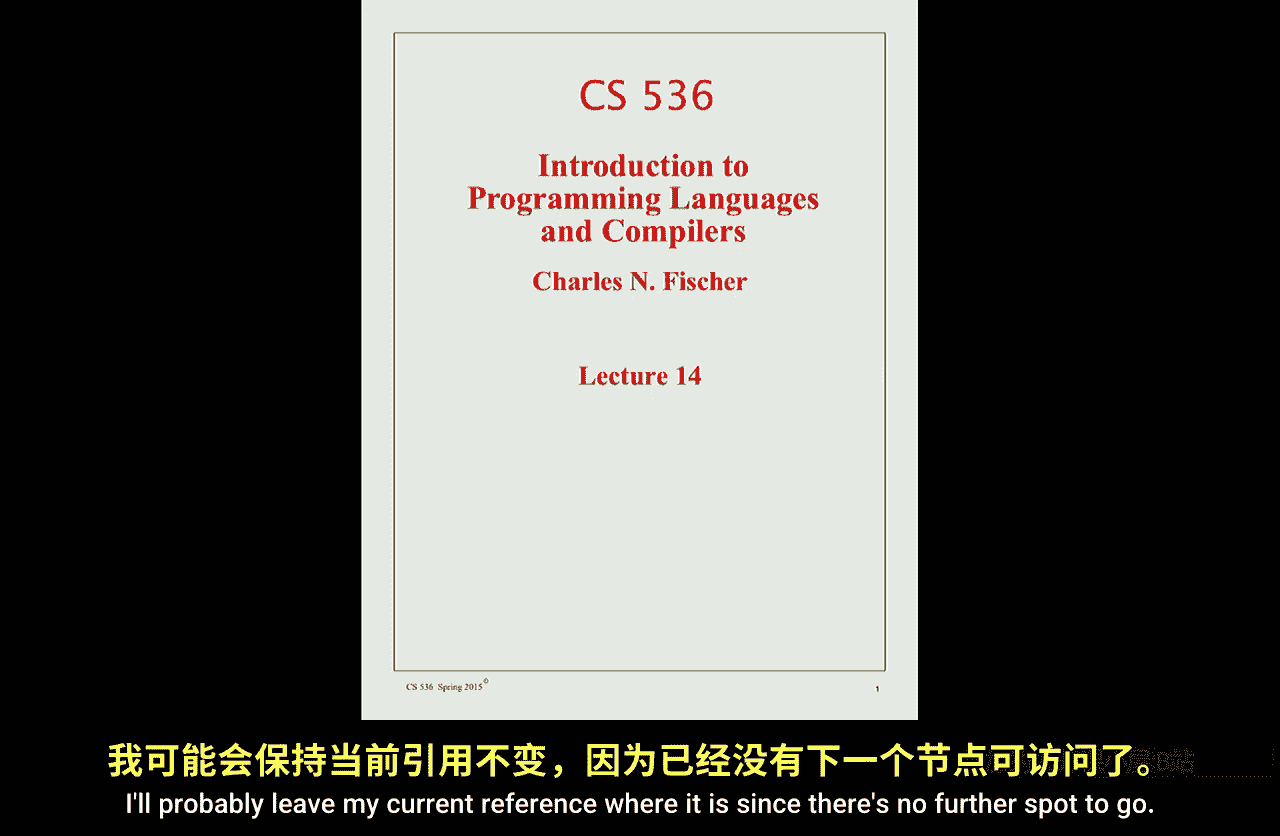 CS 536
Introduction to
Programming Languages
and Compilers
Charles N. Fischer
Lecture 14
CS 536 Spring 2015©
1
我可能会保持当前引用不变，因为已经没有下一个节点可访问了。
I'll probably leave my current reference where it is since there's no further spot to go.